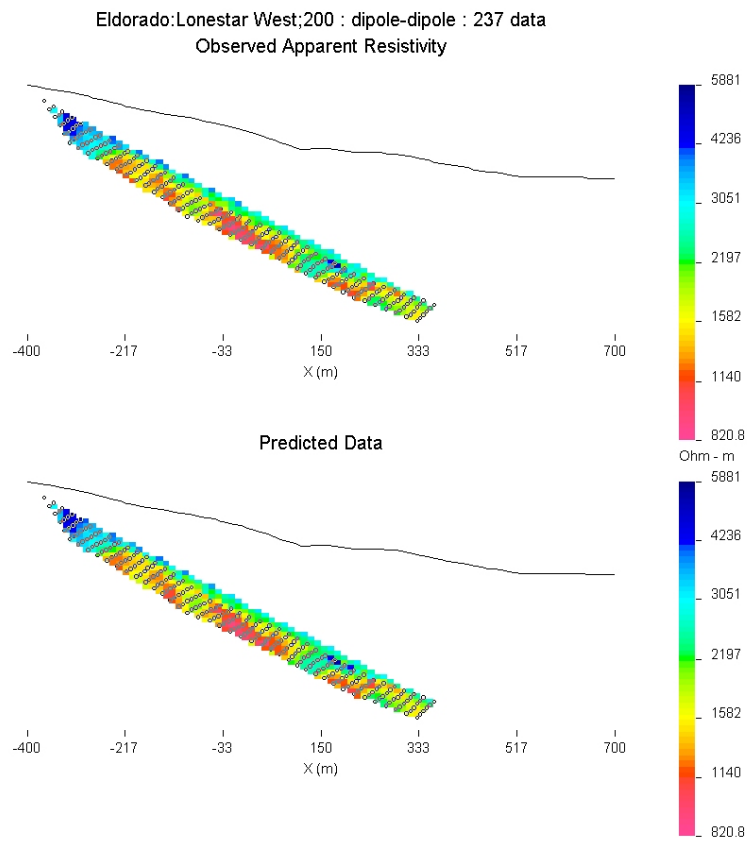 Eldorado:Lonestar West;200 : dipole-dipole : 237 data
Observed Apparent Resistivity
5881
4236
3051
2197
1582
1140
820.8
Ohm - m
-400 -217 -33 150 333 517 700
X (m)
Predicted Data
5881
4236
3051
2197
1582
1140
820.8
-400 -217 -33 150 333 517 700
X (m)